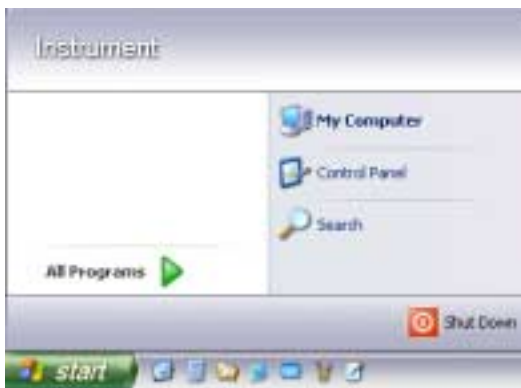 Instrument
My Computer
Control Panel
Search
All Programs
Shut Down
start